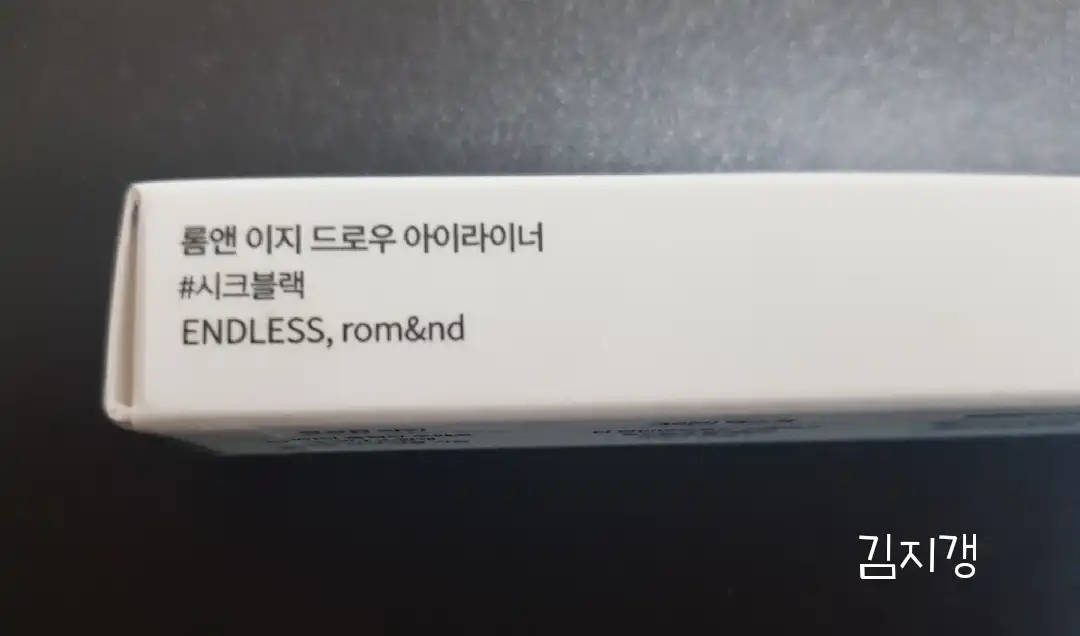 롬앤 이지 드로우 아이라이너
#시크블랙
ENDLESS, rom&nd
김지갱